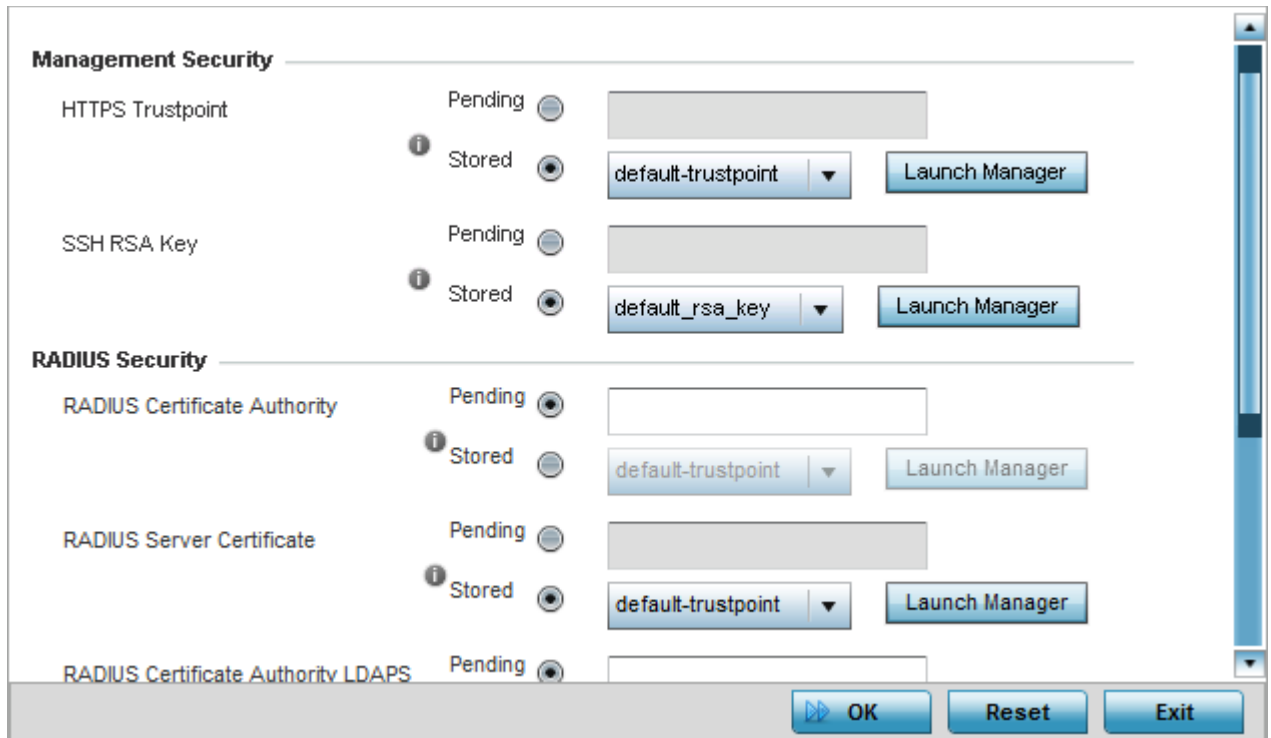 Management Security
HTTPS Trustpoint
Pending
Stored
default-trustpoint
Launch Manager
SSH RSA Key
Pending
Stored
default_rsa_key
Launch Manager
RADIUS Security
RADIUS Certificate Authority
Pending
Stored
default-trustpoint
Launch Manager
RADIUS Server Certificate
Pending
Stored
default-trustpoint
Launch Manager
RADIUS Certificate Authority LDAPS
Pending
OK
Reset
Exit